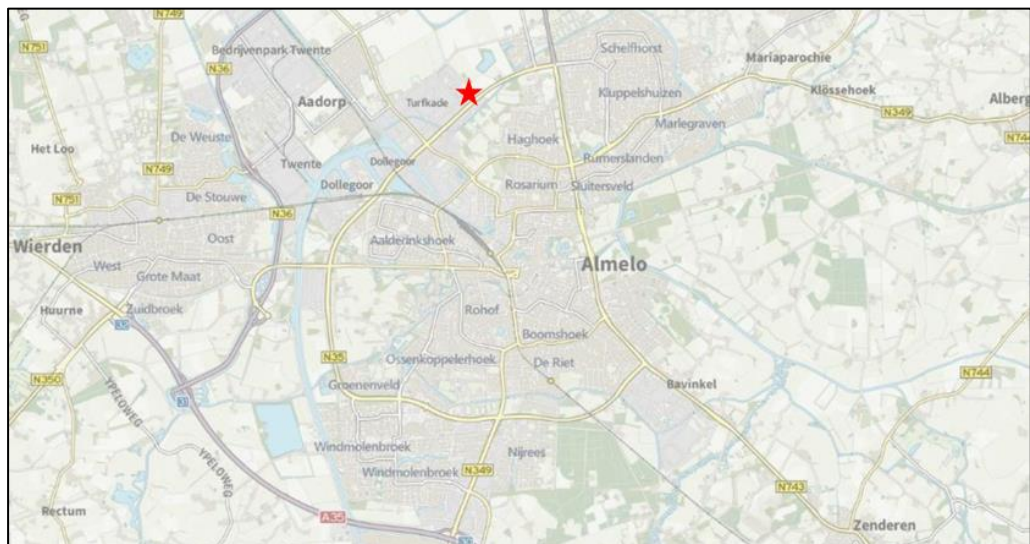 N749
N751
Bedrijvenpark Twente
N36
Schelfhorst
Mariaparochie
Kluppelshuizen
Klössehoek
Aadorp
Turfkade
N349
Alberg
De Weuste
Haghoek
Marlegraven
N744
Het Loo
Twente
Dollegoor
Rumerslanden
N749
Dollegoor
Rosarium
Sluitersveld
N751
De Stouwe
N36
Wierden
Oost
Aalderinkshoek
West
Grote Maat
Almelo
Huurne
Zuidbroek
Rohof
Boomshoek
N35
Ossenkoppelerhoek
De Riet
N350
Groenenveld
Bavinkel
N744
YPELOWEG
31
YPELOWEG
Windmolenbroek
Nijrees
Windmolenbroek
N349
N743
Rectum
A35
Zenderen